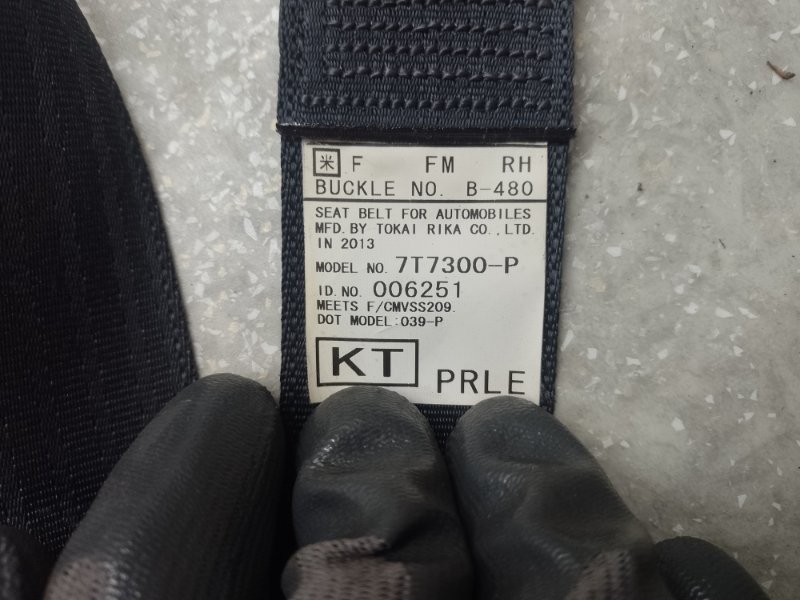 米 F FM RH
BUCKLE NO. B-480
SEAT BELT FOR AUTOMOBILES
MFD. BY TOKAI RIKA CO., LTD.
IN 2013
MODEL NO. 7T7300-P
ID. NO. 006251
MEETS F/CMVSS209.
DOT MODEL:039-P
KT PRLE